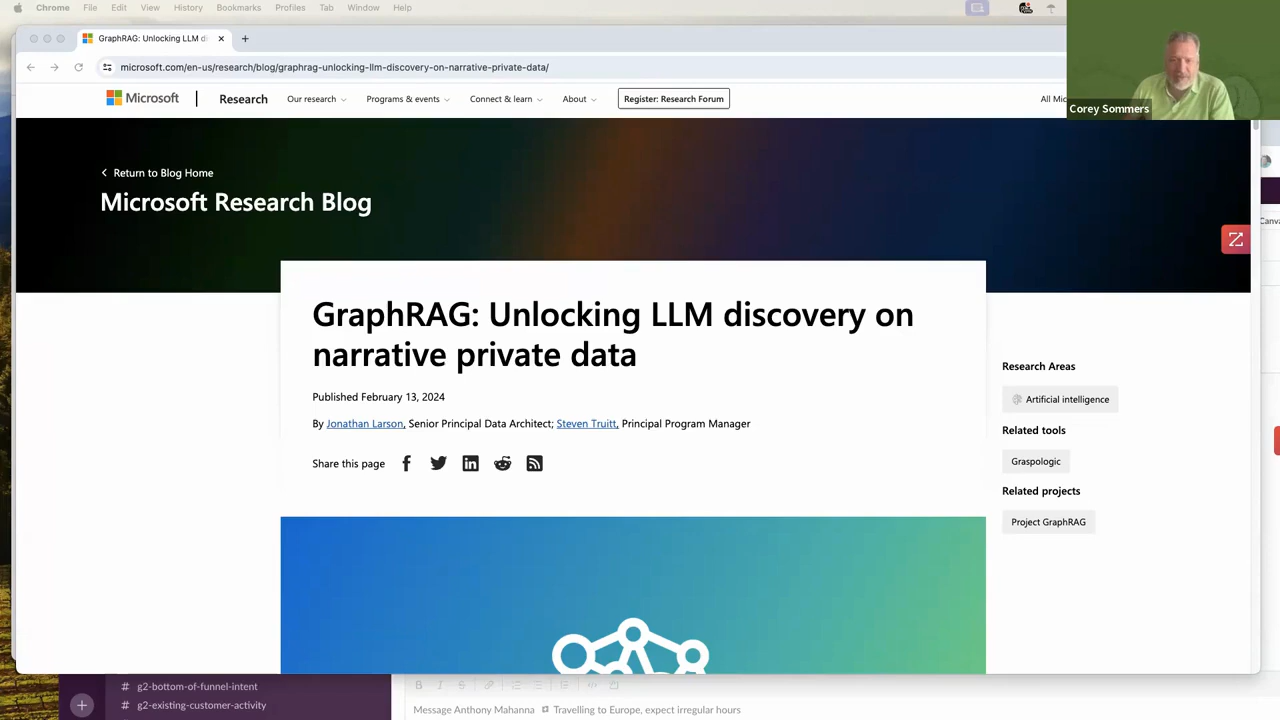 Chrome File Edit View History Bookmarks Profiles Tab Window Help
GraphRAG: Unlocking LLM di
microsoft.com/en-us/research/blog/graphrag-unlocking-llm-discovery-on-narrative-private-data/
Corey Sommers
Microsoft Research Our research Programs & events Connect & learn About Register: Research Forum All Mic
Return to Blog Home
Microsoft Research Blog
Canva
GraphRAG: Unlocking LLM discovery on
narrative private data
Published February 13, 2024
By Jonathan Larson, Senior Principal Data Architect; Steven Truitt, Principal Program Manager
Share this page
Research Areas
Artificial intelligence
Related tools
Graspologic
Related projects
Project GraphRAG
# g2-bottom-of-funnel-intent
# g2-existing-customer-activity
Message Anthony Mahanna Travelling to Europe, expect irregular hours